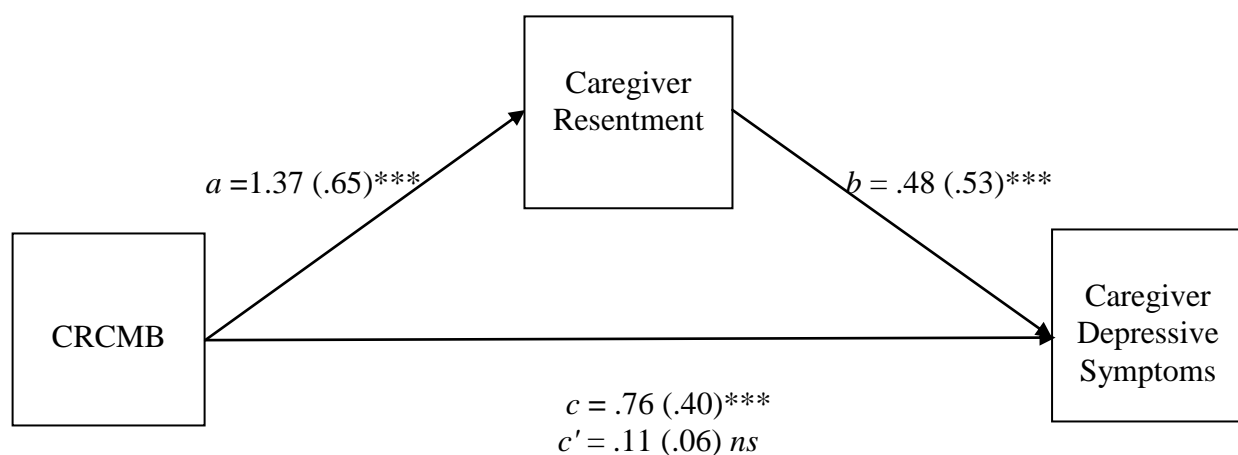 Caregiver
Resentment
a =1.37 (.65)***
b = .48 (.53)***
CRCMB
Caregiver
Depressive
Symptoms
c = .76 (.40)***
c' = .11 (.06) ns